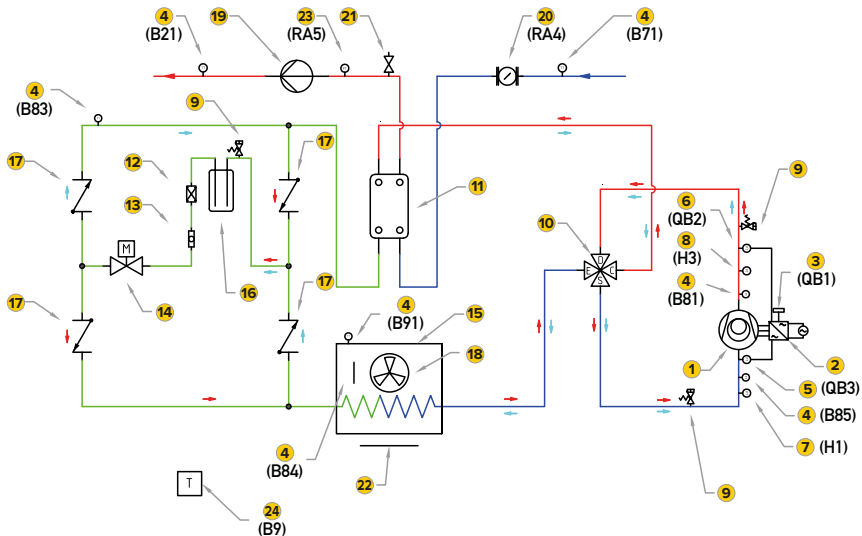 4
(B21)
19
23
(RA5)
21
20
(RA4)
4
(B71)
4
(B83)
9
17
12
17
11
9
6
(QB2)
10
8
(H3)
13
3
(QB1)
M
D
E
C
S
4
(B81)
17
14
16
17
4
(B91)
15
18
1
2
5
(QB3)
4
(B85)
7
(H1)
4
(B84)
22
9
T
24
(B9)